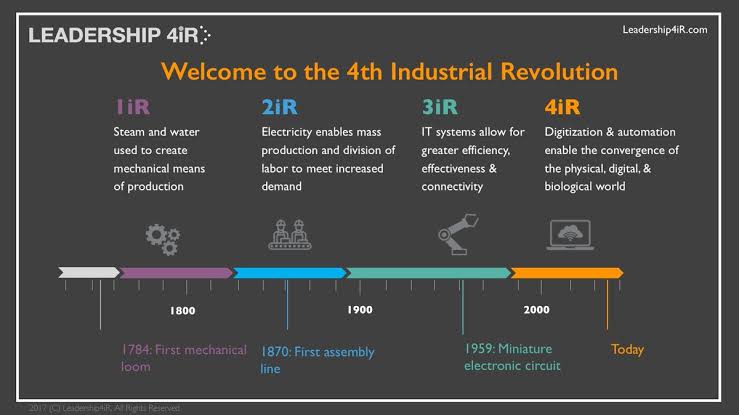 LEADERSHIP 4iR
Leadership4iR.com
Welcome to the 4th Industrial Revolution
1iR
Steam and water
used to create
mechanical means
of production
2iR
Electricity enables mass
production and division of
labor to meet increased
demand
3iR
IT systems allow for
greater efficiency,
effectiveness &
connectivity
4iR
Digitization & automation
enable the convergence of
the physical, digital, &
biological world
1800
1900
2000
1784: First mechanical
loom
1870: First assembly
line
1959: Miniature
electronic circuit
Today
2017 (C) Leadership4iR, All Rights Reserved